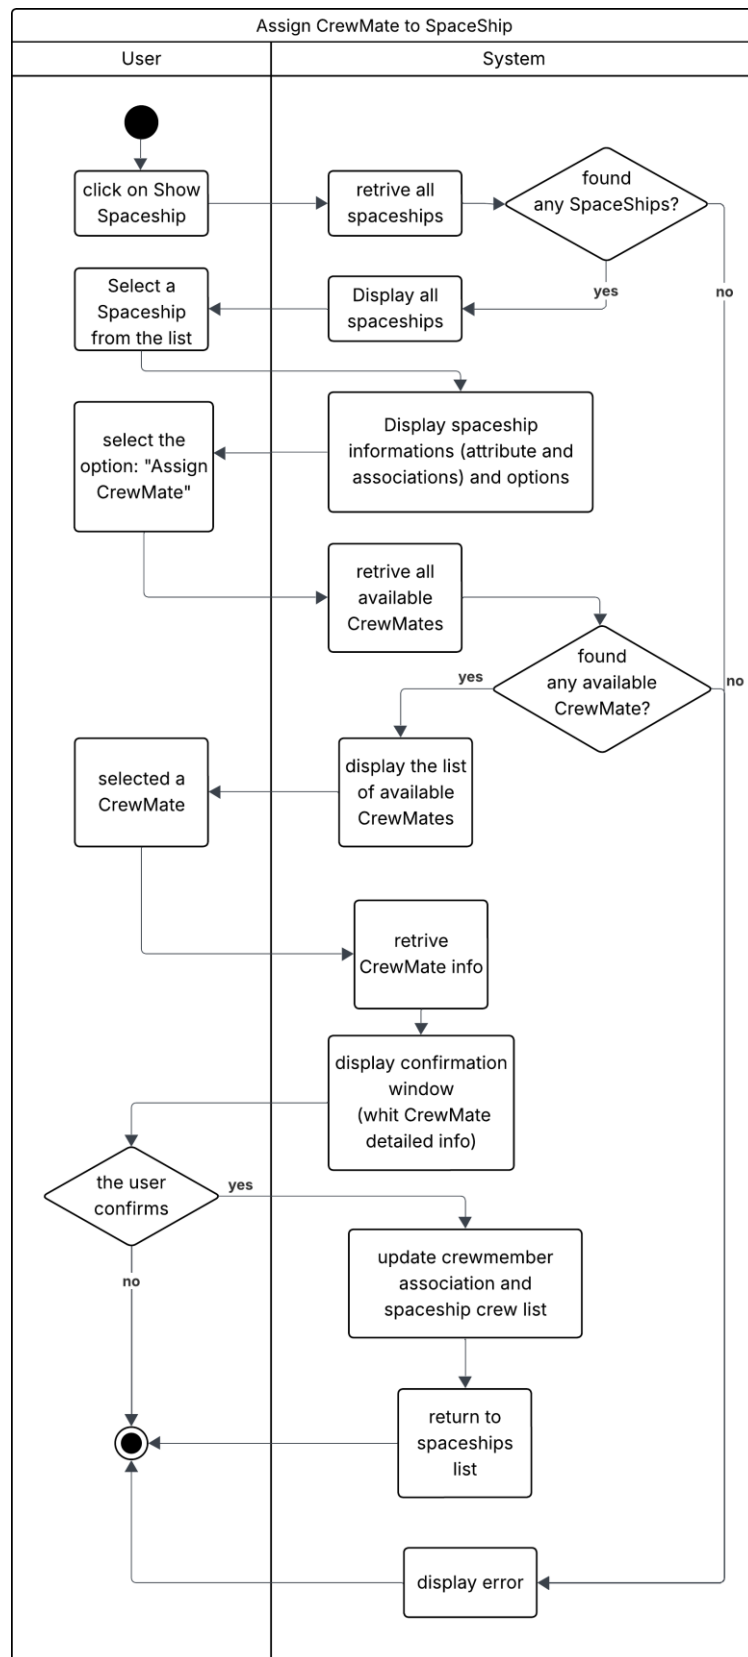 Assign CrewMate to SpaceShip
User
System
click on Show
Spaceship
retrive all
spaceships
found
any SpaceShips?
yes
no
Display all
spaceships
Select a
Spaceship
from the list
Display spaceship
informations (attribute and
associations) and options
select the
option: "Assign
CrewMate"
retrive all
available
CrewMates
found
any available
CrewMate?
yes
no
display the list
of available
CrewMates
selected a
CrewMate
retrive
CrewMate info
display confirmation
window
(whit CrewMate
detailed info)
the user
confirms
yes
no
update crewmember
association and
spaceship crew list
return to
spaceships
list
display error